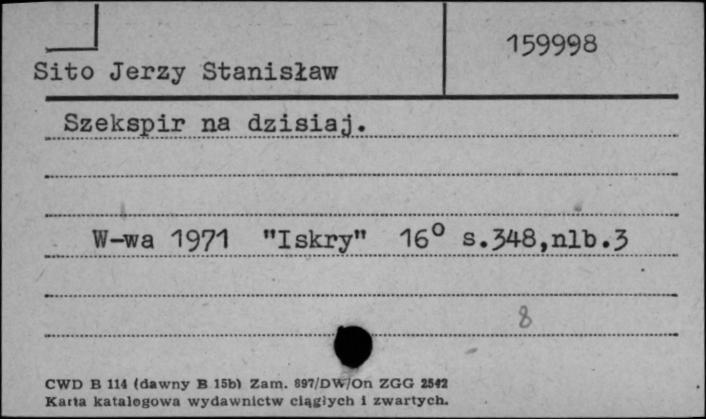 159998
Sito Jerzy Stanisław
Szekspir na dzisiaj.
W-wa 1971 "Iskry" 16° s.348,nlb.3
8
CWD B 114 (dawny B 15b) Zam. 897/DW/On ZGG 2542
Karta katalogowa wydawnictw ciągłych i zwartych.